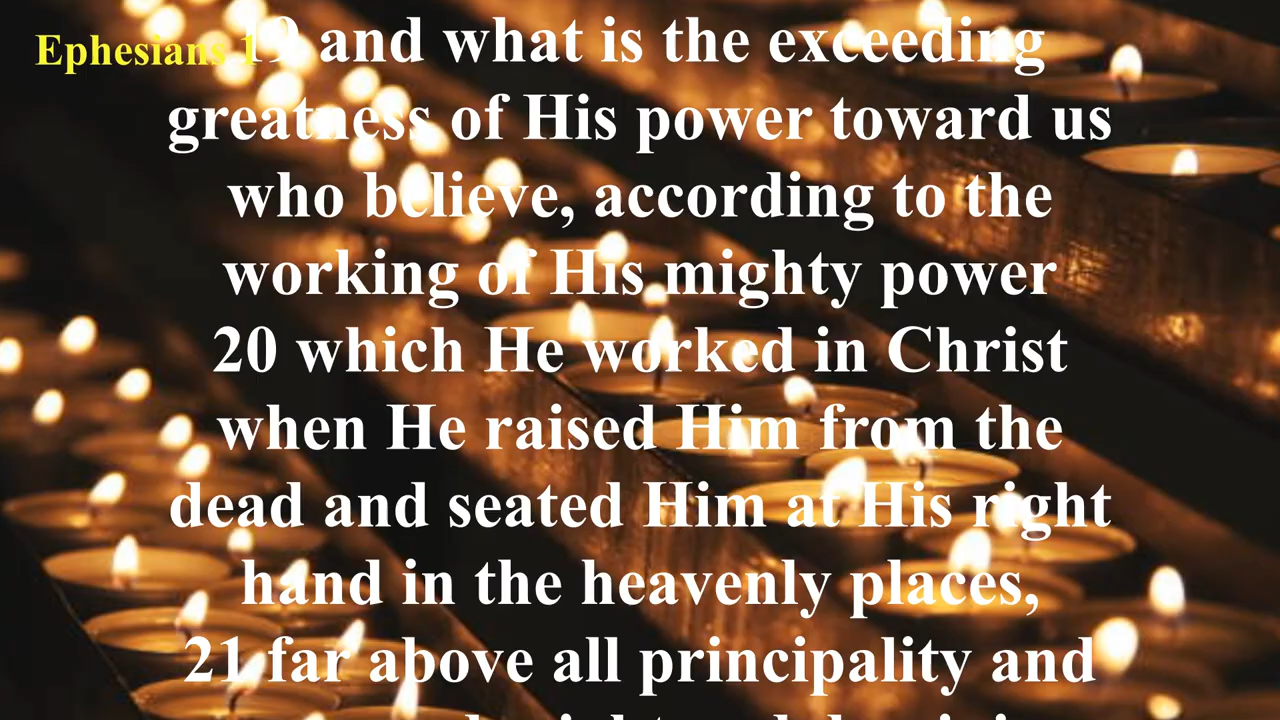 Ephesians 1
19 and what is the exceeding
greatness of His power toward us
who believe, according to the
working of His mighty power
20 which He worked in Christ
when He raised Him from the
dead and seated Him at His right
hand in the heavenly places,
21 far above all principality and